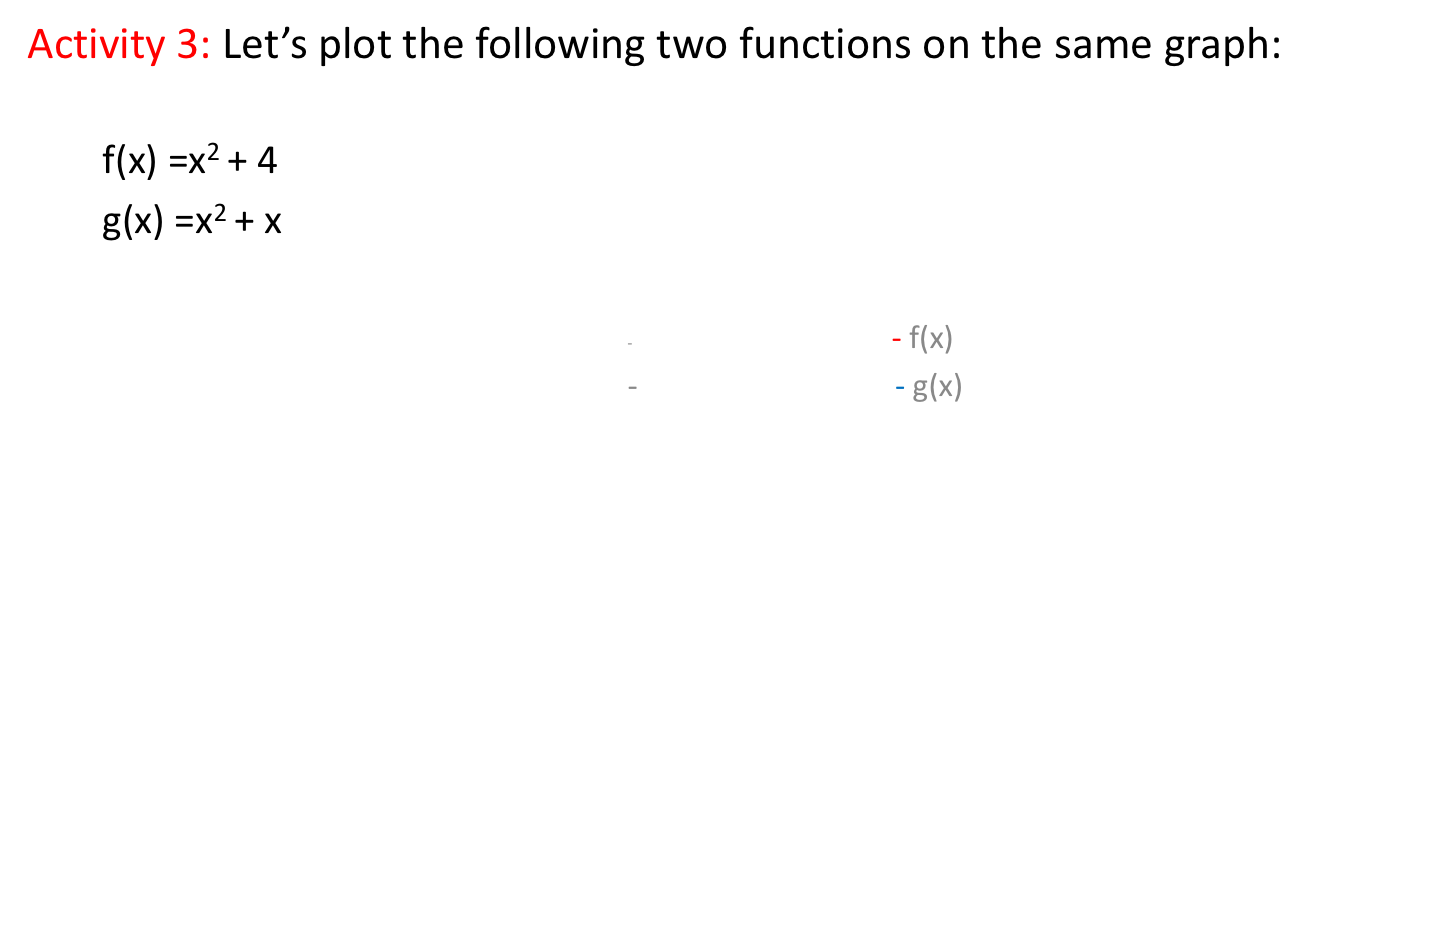 Activity 3: Let’s plot the following two functions on the same graph:
f(x) =x² + 4
g(x) =x² + x
- - f(x)
- - g(x)